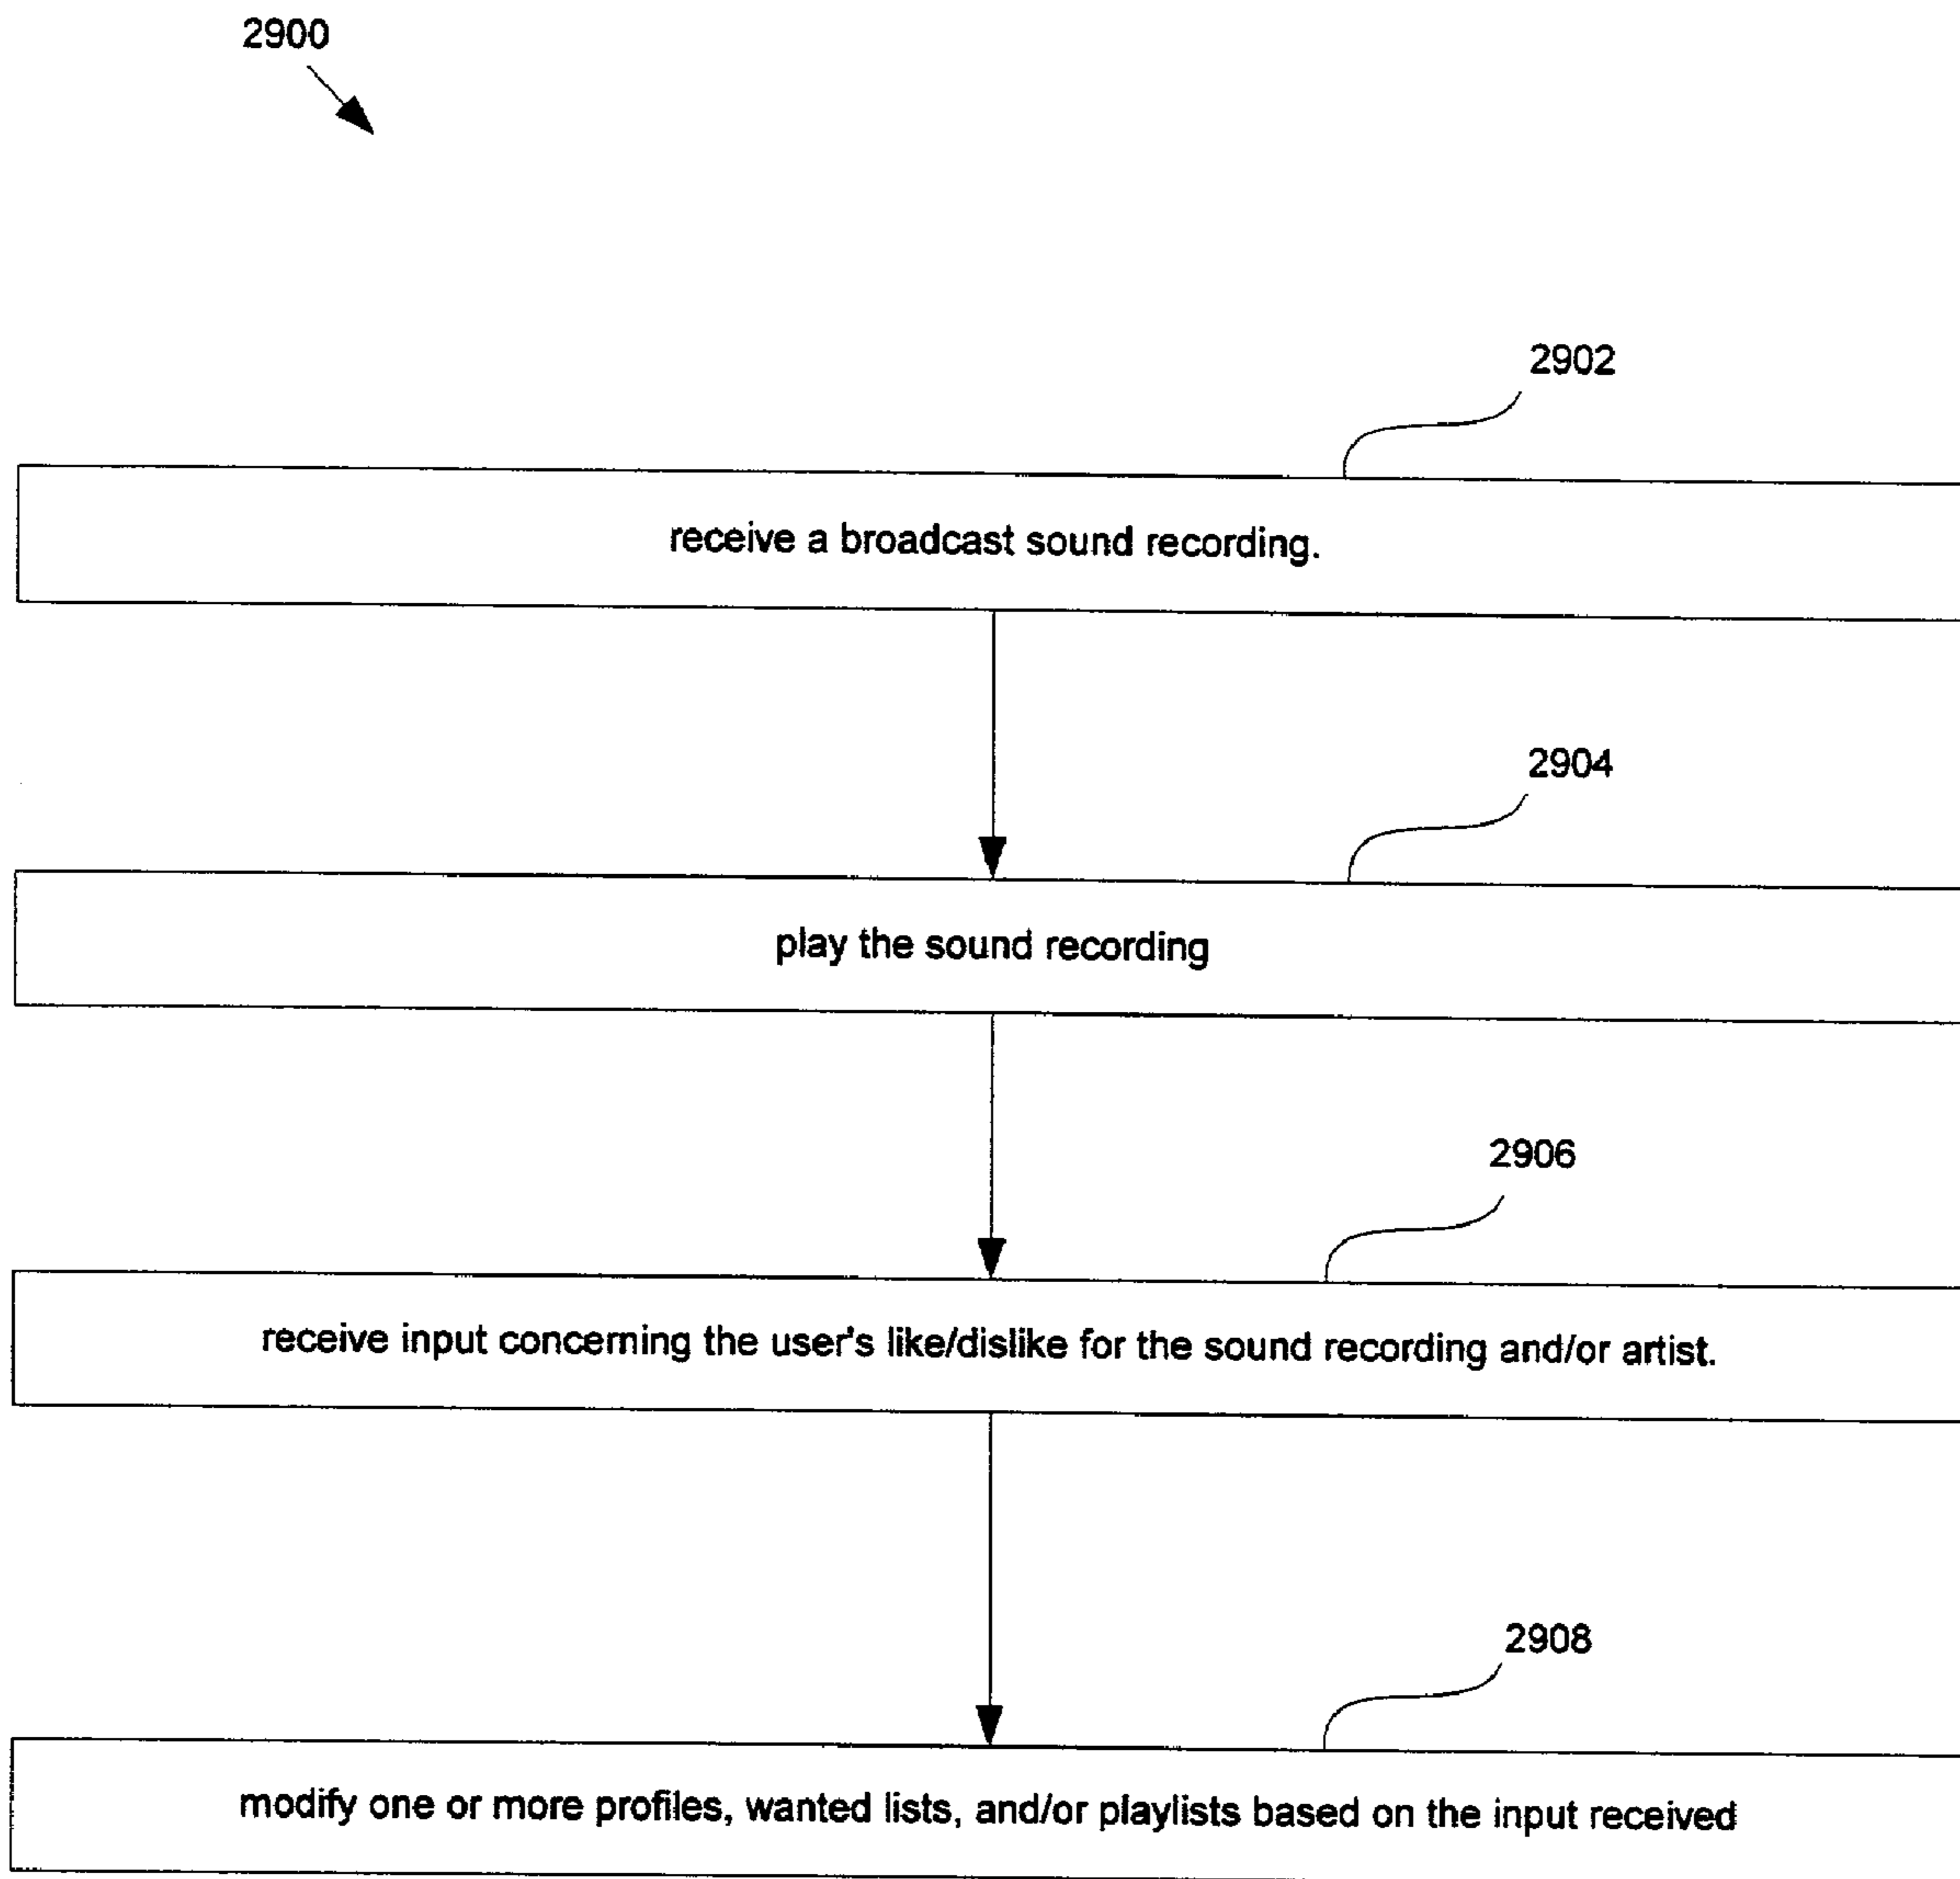 2900
2902
receive a broadcast sound recording.
2904
play the sound recording
2906
receive input concerning the user's like/dislike for the sound recording and/or artist.
2908
modify one or more profiles, wanted lists, and/or playlists based on the input received